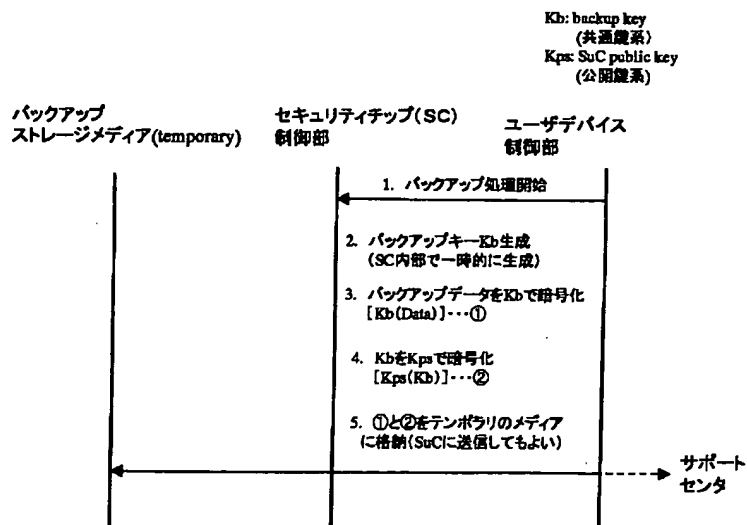 Kb: backup key
(共通鍵系)
Kps: SuC public key
(公開鍵系)
バックアップ
ストレージメディア(temporary)
セキュリティチップ(SC)
制御部
ユーザデバイス
制御部
1. バックアップ処理開始
2. バックアップキーKb生成
(SC内部で一時的に生成)
3. バックアップデータをKbで暗号化
[Kb(Data)]･･･①
4. KbをKpsで暗号化
[Kps(Kb)]･･･②
5. ①と②をテンポラリのメディア
に格納(SuCに送信してもよい)
サポート
センタ